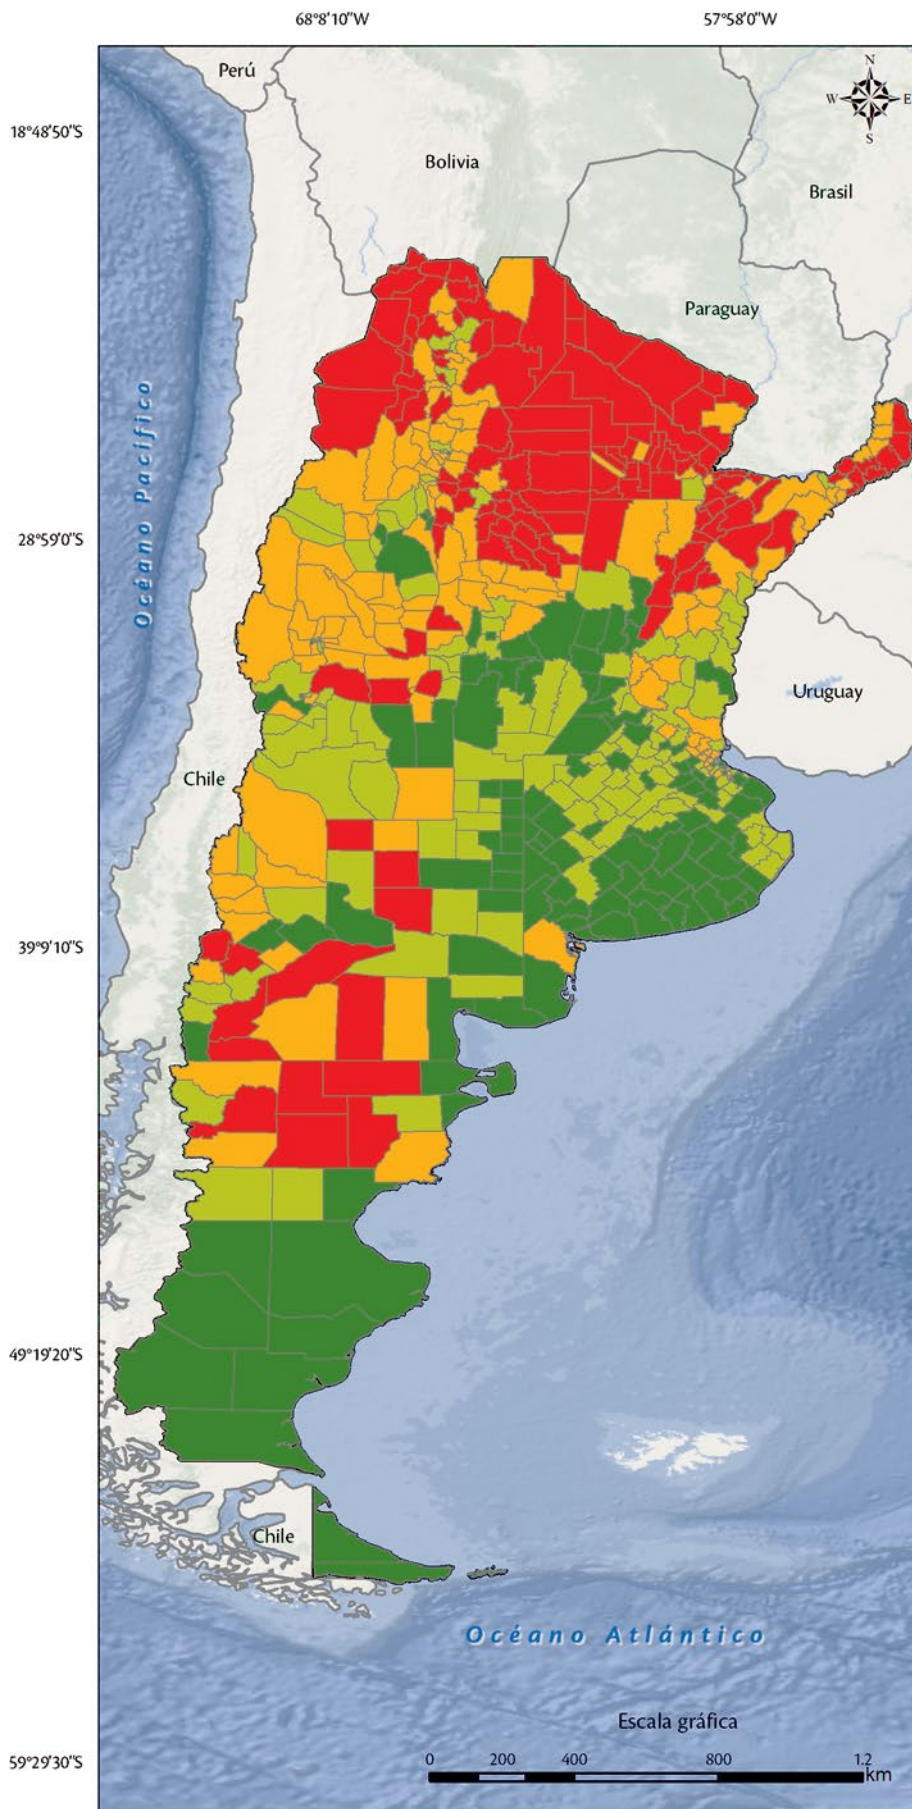 68°8'10"W
57°58'0"W
Perú
N
W
E
S
18°48'50"S
Bolivia
Brasil
Paraguay
Océano Pacífico
28°59'0"S
Uruguay
Chile
39°9'10"S
49°19'20"S
Chile
Océano Atlántico
Escala gráfica
59°29'30"S
0 200 400 800 1.2
km